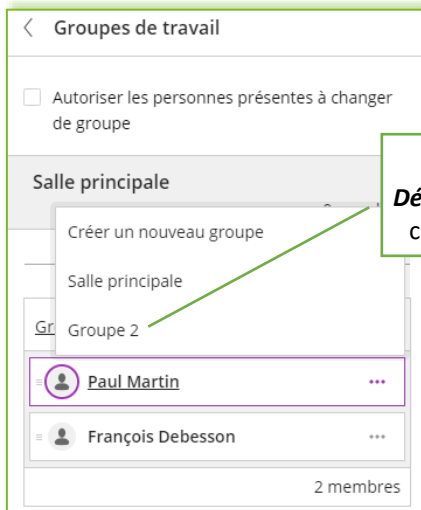 Groupes de travail
Autoriser les personnes présentes à changer
de groupe
Salle principale
Créer un nouveau groupe
Salle principale
Groupe 2
Paul Martin
François Debesson
2 membres